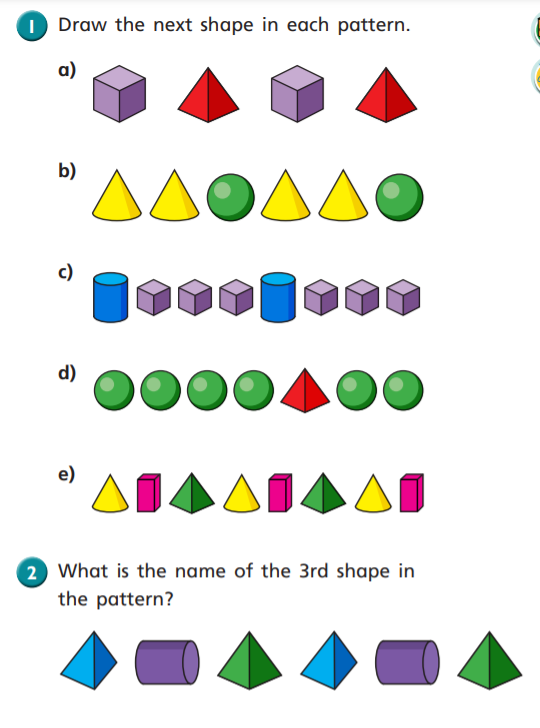 1 Draw the next shape in each pattern.
a)
b)
c)
d)
e)
2 What is the name of the 3rd shape in
the pattern?